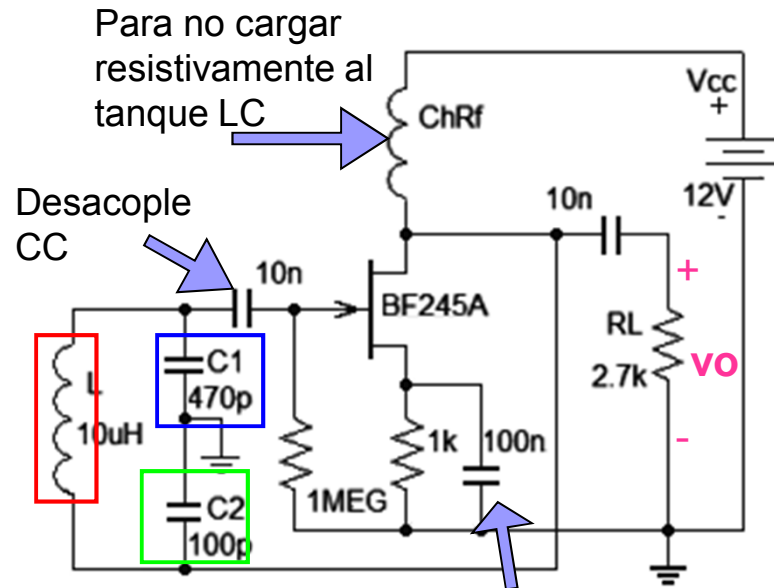 Para no cargar
resistivamente al
tanque LC
ChRf
Vcc
+
12V
-
Desacople
CC
10n
10n
BF245A
+
RL
2.7k
vo
-
L
10uH
C1
470p
C2
100p
1MEG
1k
100n